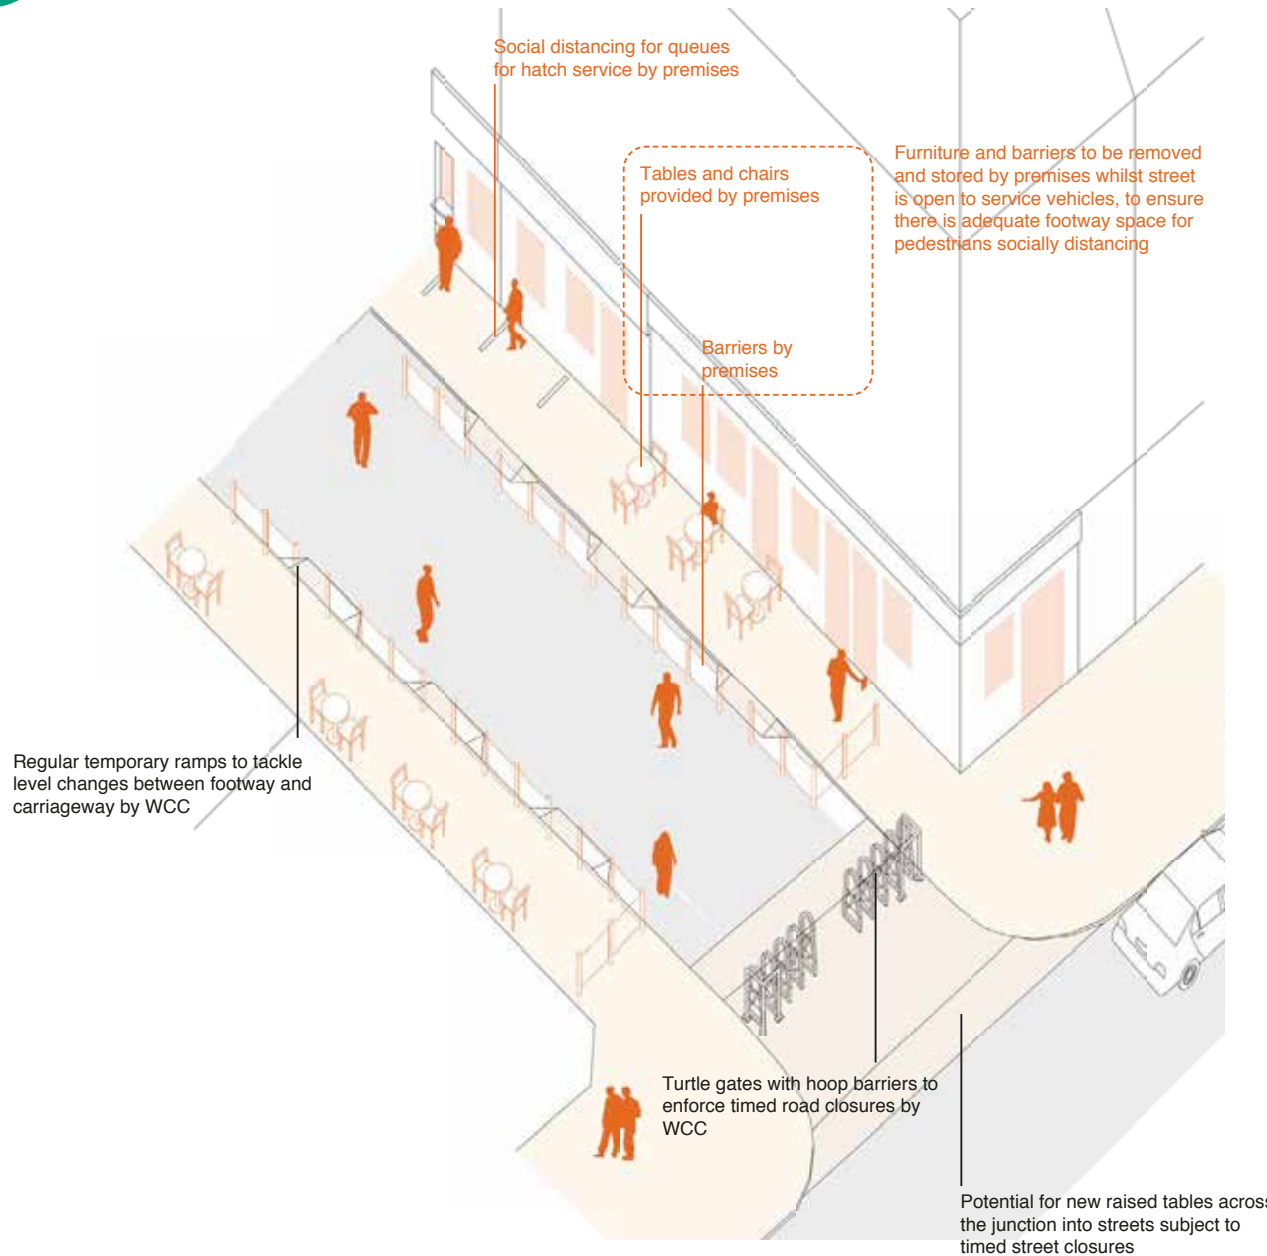 Social distancing for queues
for hatch service by premises
Tables and chairs
provided by premises
Furniture and barriers to be removed
and stored by premises whilst street
is open to service vehicles, to ensure
there is adequate footway space for
pedestrians socially distancing
Barriers by
premises
Regular temporary ramps to tackle
level changes between footway and
carriageway by WCC
Turtle gates with hoop barriers to
enforce timed road closures by
WCC
Potential for new raised tables across
the junction into streets subject to
timed street closures